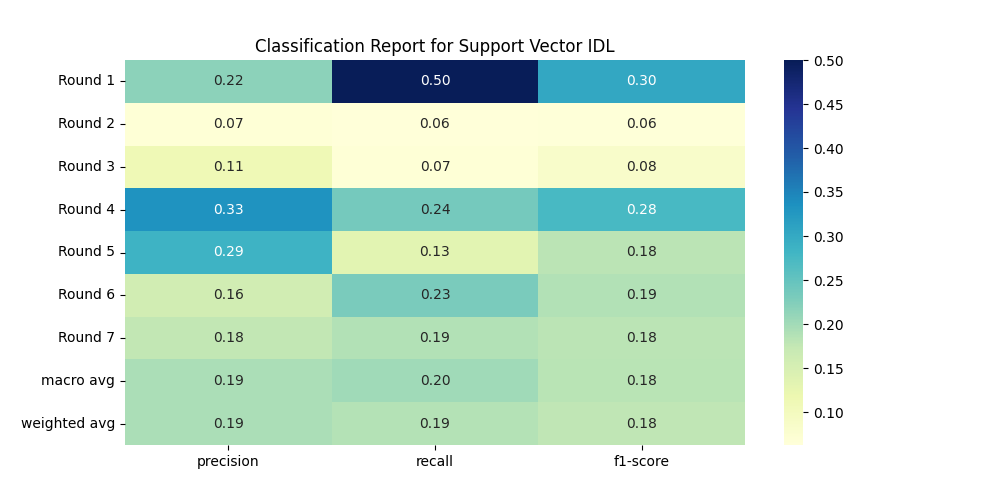 Classification Report for Support Vector IDL
Round 1 0.22 0.50 0.30
Round 2 0.07 0.06 0.06
Round 3 0.11 0.07 0.08
Round 4 0.33 0.24 0.28
Round 5 0.29 0.13 0.18
Round 6 0.16 0.23 0.19
Round 7 0.18 0.19 0.18
macro avg 0.19 0.20 0.18
weighted avg 0.19 0.19 0.18
precision recall f1-score
0.50
0.45
0.40
0.35
0.30
0.25
0.20
0.15
0.10